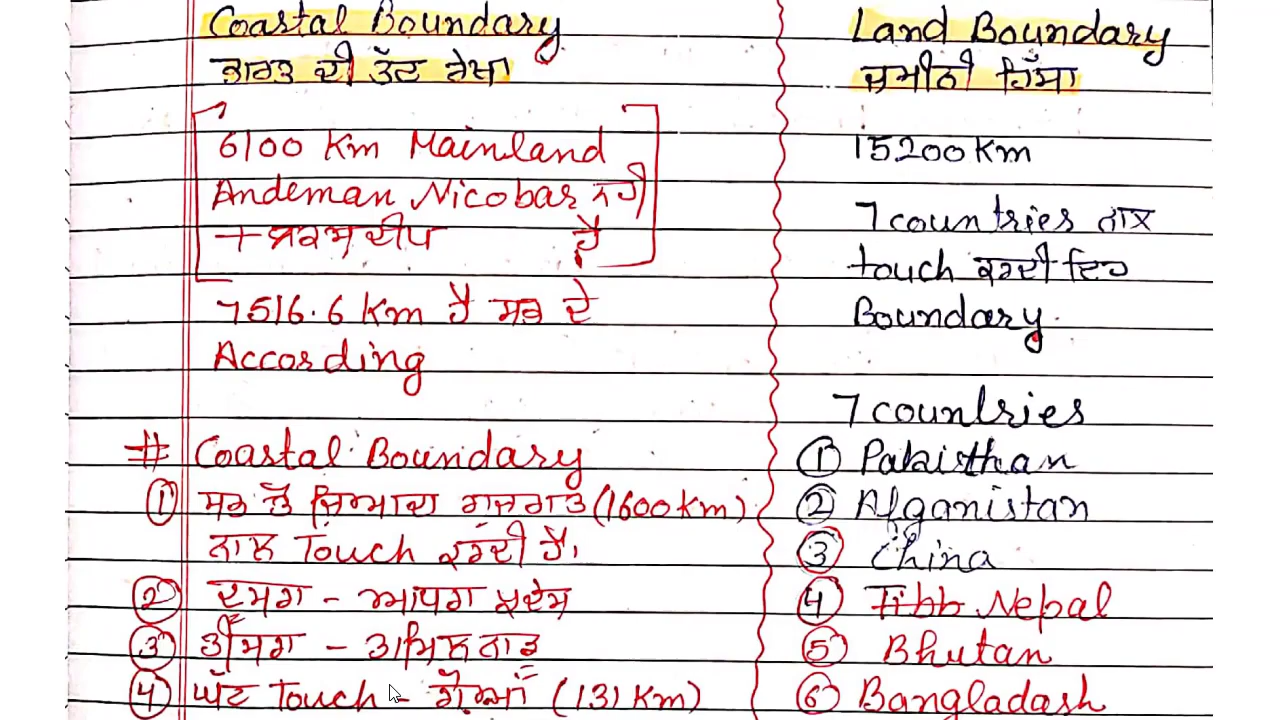 Coastal Boundary
ਭਾਰਤ ਦੀ ਤੱਟ ਰੇਖਾ
6100 Km Mainland
Andeman Nicobar ਨਹੀ
+ ਲਕਸ਼ਦੀਪ ਹੈ
7516.6 Km ਹੈ ਸਭ ਦੇ
According
# Coastal Boundary
① ਸਭ ਤੋਂ ਜਿਆਦਾ ਗੁਜਰਾਤ (1600 Km)
ਨਾਲ Touch ਕਰਦੀ ਹੈ।
② ਦੂਸਰਾ - ਆਂਧਰਾ ਪ੍ਰਦੇਸ਼
③ ਤੀਸਰਾ - ਤਾਮਿਲਨਾਡੂ
④ ਘੱਟ Touch - ਗੋਆ (131 Km)
Land Boundary
ਜ਼ਮੀਨੀ ਹਿੱਸਾ
15200 Km
7 countries ਨਾਲ
touch ਕਰਦੀ ਇਹ
Boundary.
7 countries
① Pakisthan
② Afganistan
③ China
④ Tibb Nepal
⑤ Bhutan
⑥ Bangladash